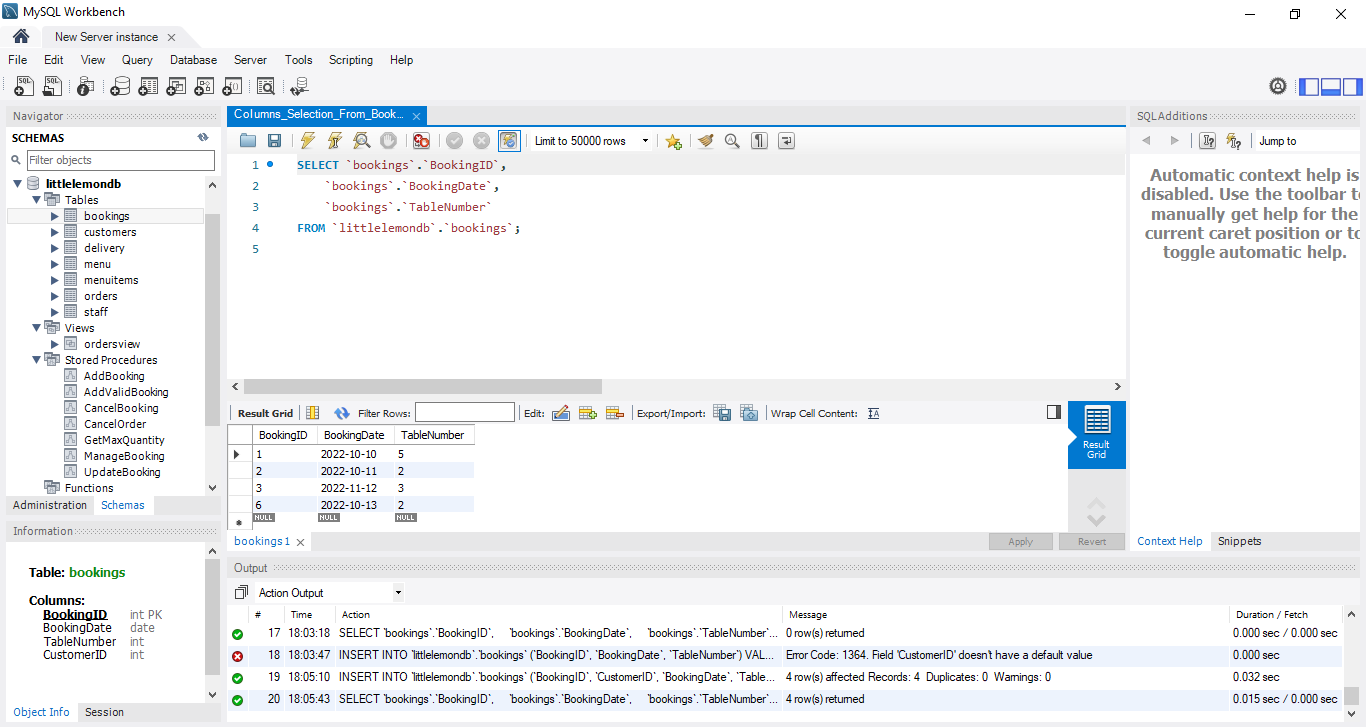 MySQL Workbench
New Server instance
File Edit View Query Database Server Tools Scripting Help
Navigator
SCHEMAS
Filter objects
littlelemondb
Tables
bookings
customers
delivery
menu
menuitems
orders
staff
Views
ordersview
Stored Procedures
AddBooking
AddValidBooking
CancelBooking
CancelOrder
GetMaxQuantity
ManageBooking
UpdateBooking
Functions
Administration Schemas
Information
Table: bookings
Columns:
BookingID int PK
BookingDate date
TableNumber int
CustomerID int
Object Info Session
Columns_Selection_From_Book...
Limit to 50000 rows
1 SELECT `bookings`.`BookingID`,
2 `bookings`.`BookingDate`,
3 `bookings`.`TableNumber`
4 FROM `littlelemondb`.`bookings`;
5
Result Grid Filter Rows: Edit: Export/Import: Wrap Cell Content: IA
BookingID BookingDate TableNumber
1 2022-10-10 5
2 2022-10-11 2
3 2022-11-12 3
6 2022-10-13 2
NULL NULL NULL
Result
Grid
bookings 1
Apply Revert
SQLAdditions
Jump to
Automatic context help is
disabled. Use the toolbar to
manually get help for the
current caret position or to
toggle automatic help.
Context Help Snippets
Output
Action Output
# Time Action Message Duration / Fetch
17 18:03:18 SELECT `bookings`.`BookingID`, `bookings`.`BookingDate`, `bookings`.`TableNumber`... 0 row(s) returned 0.000 sec / 0.000 sec
18 18:03:47 INSERT INTO `littlelemondb`.`bookings` (`BookingID`, `BookingDate`, `TableNumber`) VAL... Error Code: 1364. Field 'CustomerID' doesn't have a default value 0.000 sec
19 18:05:10 INSERT INTO `littlelemondb`.`bookings` (`BookingID`, `CustomerID`, `BookingDate`, `Table... 4 row(s) affected Records: 4 Duplicates: 0 Warnings: 0 0.032 sec
20 18:05:43 SELECT `bookings`.`BookingID`, `bookings`.`BookingDate`, `bookings`.`TableNumber`... 4 row(s) returned 0.015 sec / 0.000 sec